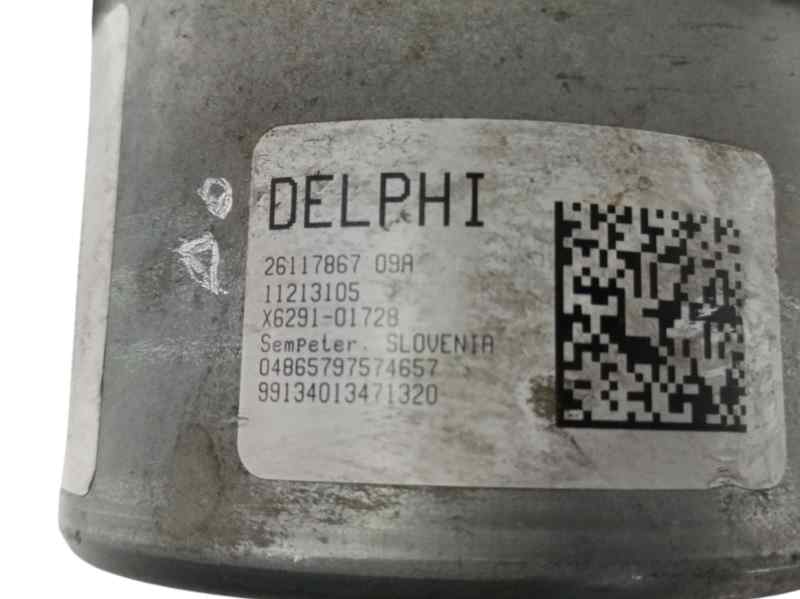 DELPHI
26117867 09A
11213105
X6291-01728
SemPeter. SLOVENIA
04865797574657
99134013471320